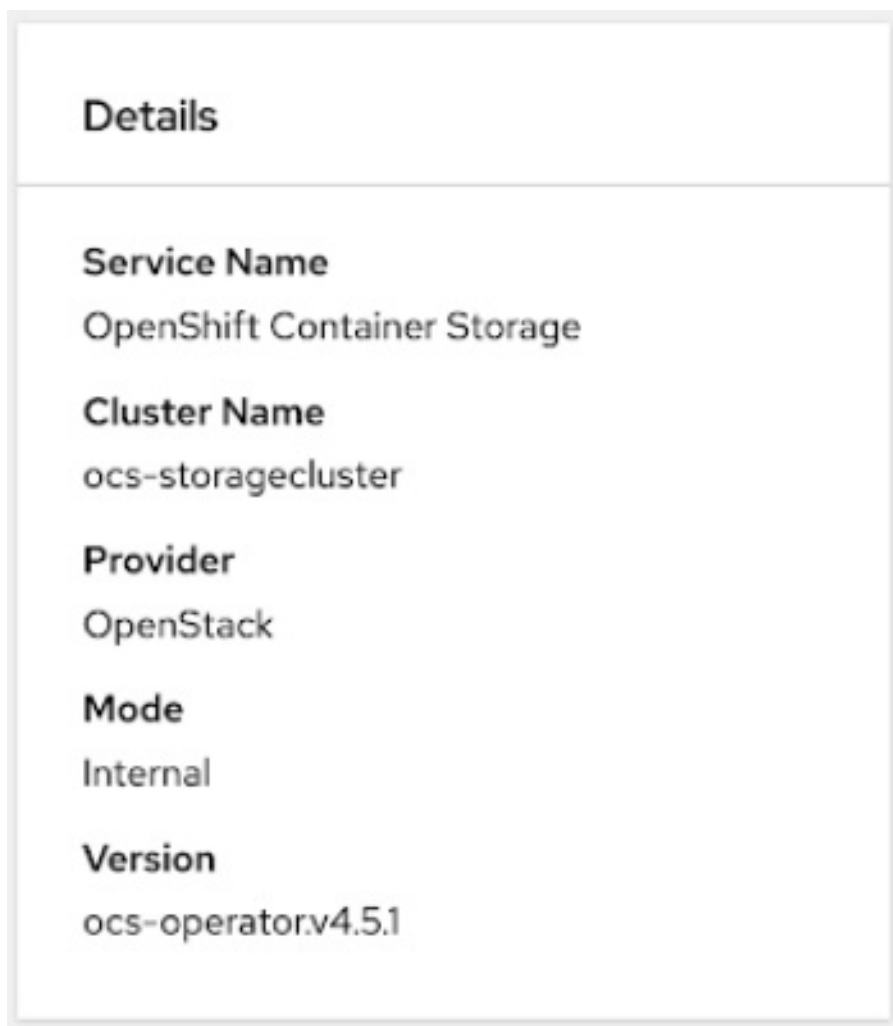 Details
Service Name
OpenShift Container Storage
Cluster Name
ocs-storagecluster
Provider
OpenStack
Mode
Internal
Version
ocs-operator.v4.5.1